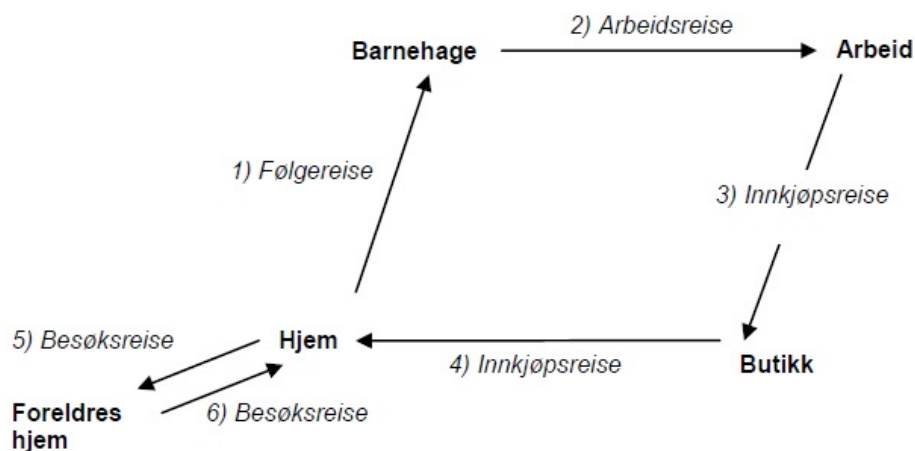 2) Arbeidsreise
Barnehage
Arbeid
1) Følgereise
3) Innkjøpsreise
5) Besøksreise
Hjem
4) Innkjøpsreise
Butikk
Foreldres
hjem
6) Besøksreise